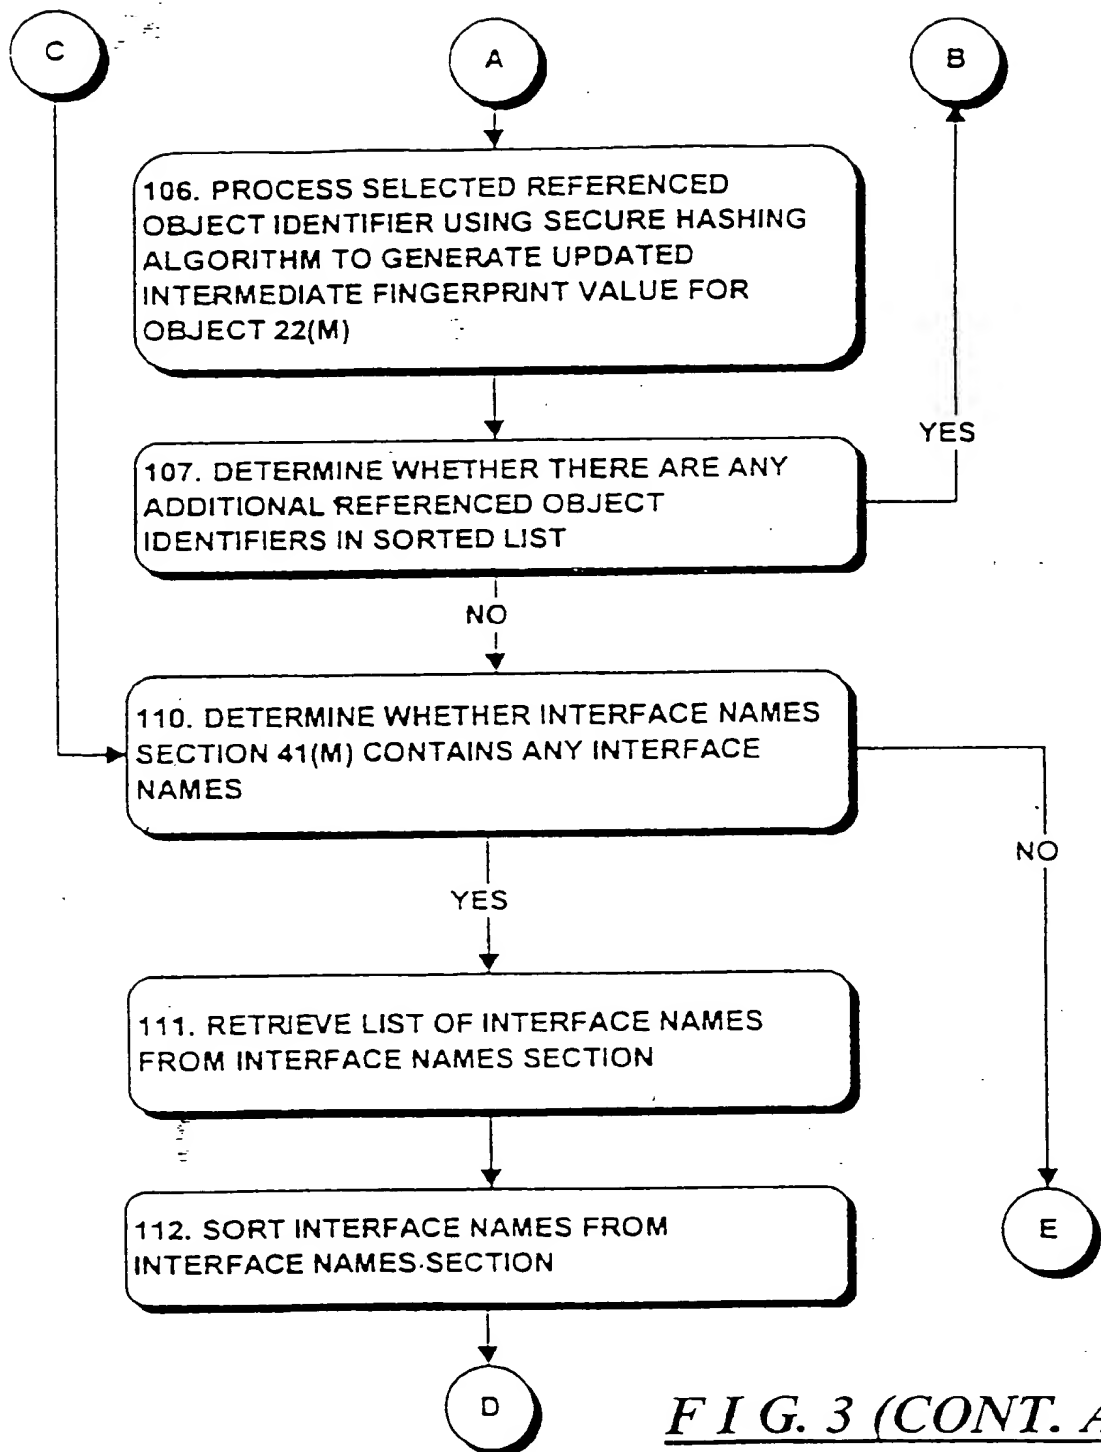 C
A
B
106. PROCESS SELECTED REFERENCED
OBJECT IDENTIFIER USING SECURE HASHING
ALGORITHM TO GENERATE UPDATED
INTERMEDIATE FINGERPRINT VALUE FOR
OBJECT 22(M)
YES
107. DETERMINE WHETHER THERE ARE ANY
ADDITIONAL REFERENCED OBJECT
IDENTIFIERS IN SORTED LIST
NO
110. DETERMINE WHETHER INTERFACE NAMES
SECTION 41(M) CONTAINS ANY INTERFACE
NAMES
NO
YES
111. RETRIEVE LIST OF INTERFACE NAMES
FROM INTERFACE NAMES SECTION
112. SORT INTERFACE NAMES FROM
INTERFACE NAMES SECTION
E
D
F I G. 3 (CONT. A